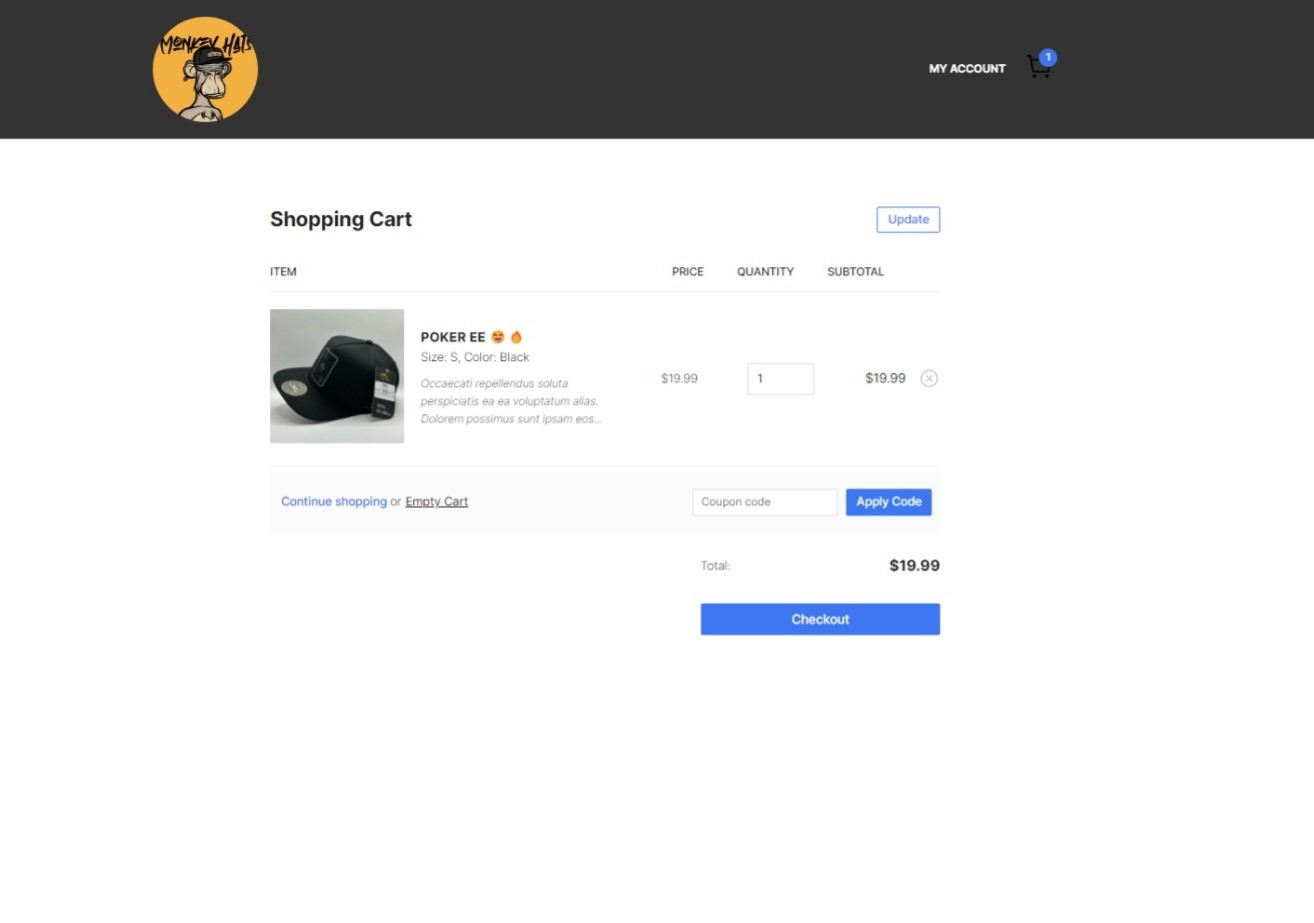 MONKEY HATS
MY ACCOUNT
1
Shopping Cart
Update
ITEM PRICE QUANTITY SUBTOTAL
POKER EE 😝 🔥
Size: S, Color: Black
Occaecati repellendus soluta
perspiciatis ea ea voluptatum alias.
Dolorem possimus sunt ipsam eos...
$19.99 1 $19.99
Continue shopping or Empty Cart
Coupon code Apply Code
Total: $19.99
Checkout